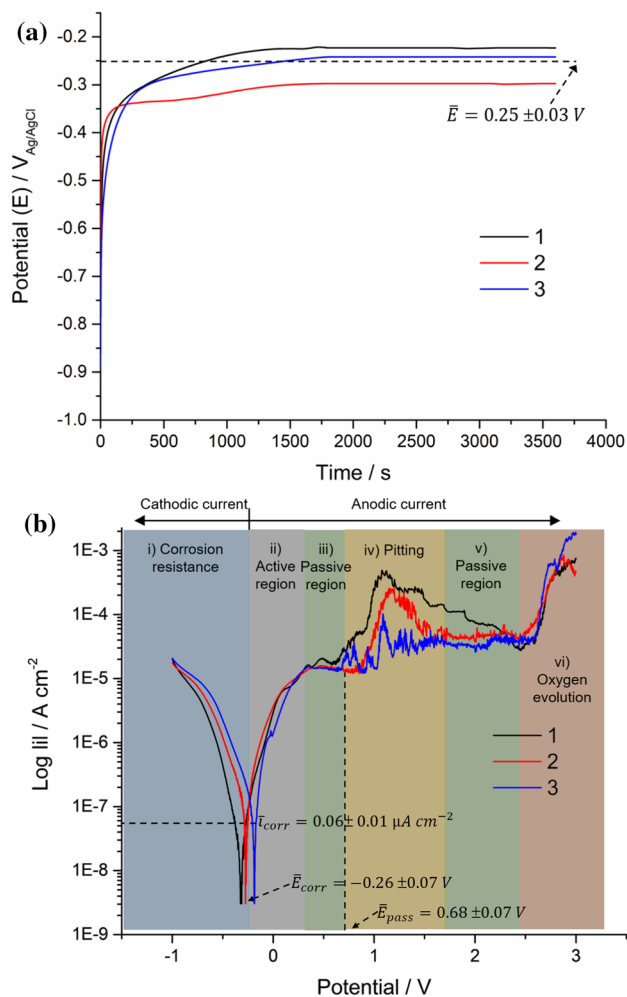 (a)
-0.2
-0.3
-0.4
-0.5
-0.6
-0.7
-0.8
-0.9
-1.0
Potential (E) / V_Ag/AgCl
Ē = 0.25 ±0.03 V
1
2
3
0 500 1000 1500 2000 2500 3000 3500 4000
Time / s
(b)
Cathodic current
Anodic current
1E-3
1E-4
1E-5
1E-6
1E-7
1E-8
1E-9
Log IiI / A cm⁻²
i) Corrosion
resistance
ii)
Active
region
iii)
Passive
region
iv) Pitting
v)
Passive
region
vi)
Oxygen
evolution
1
2
3
ῑ_corr = 0.06± 0.01 µA cm⁻²
Ē_corr = −0.26 ±0.07 V
Ē_pass = 0.68 ±0.07 V
-1 0 1 2 3
Potential / V